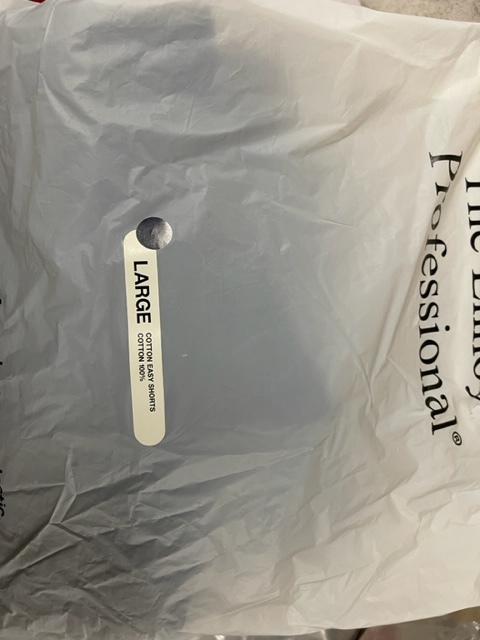 The
Professional®
LARGE
COTTON EASY SHORTS
COTTON 100%